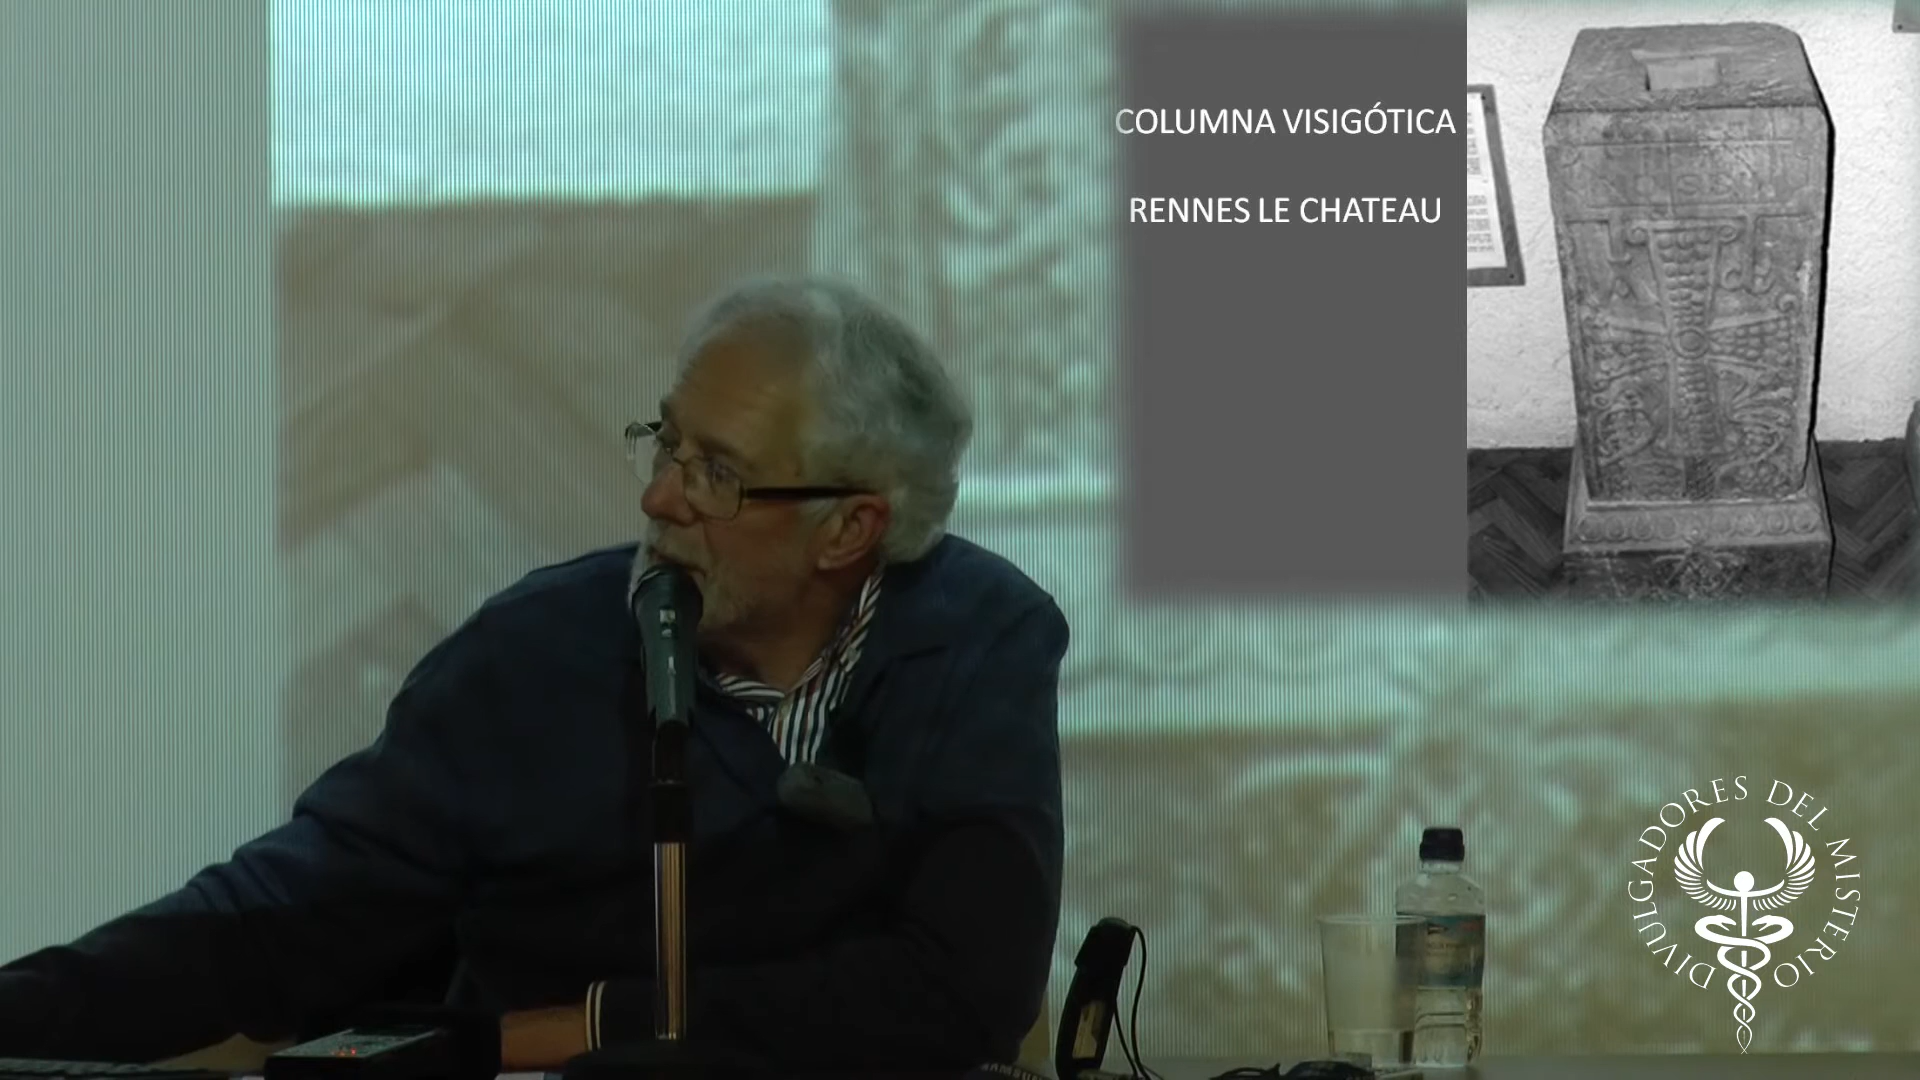 COLUMNA VISIGÓTICA
RENNES LE CHATEAU
DIVULGADORES DEL MISTERIO